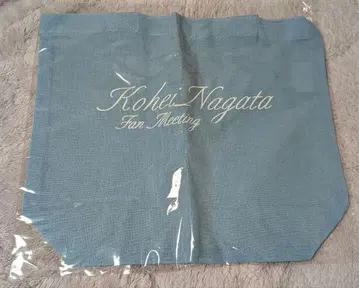 Kohei Nagata
Fan Meeting